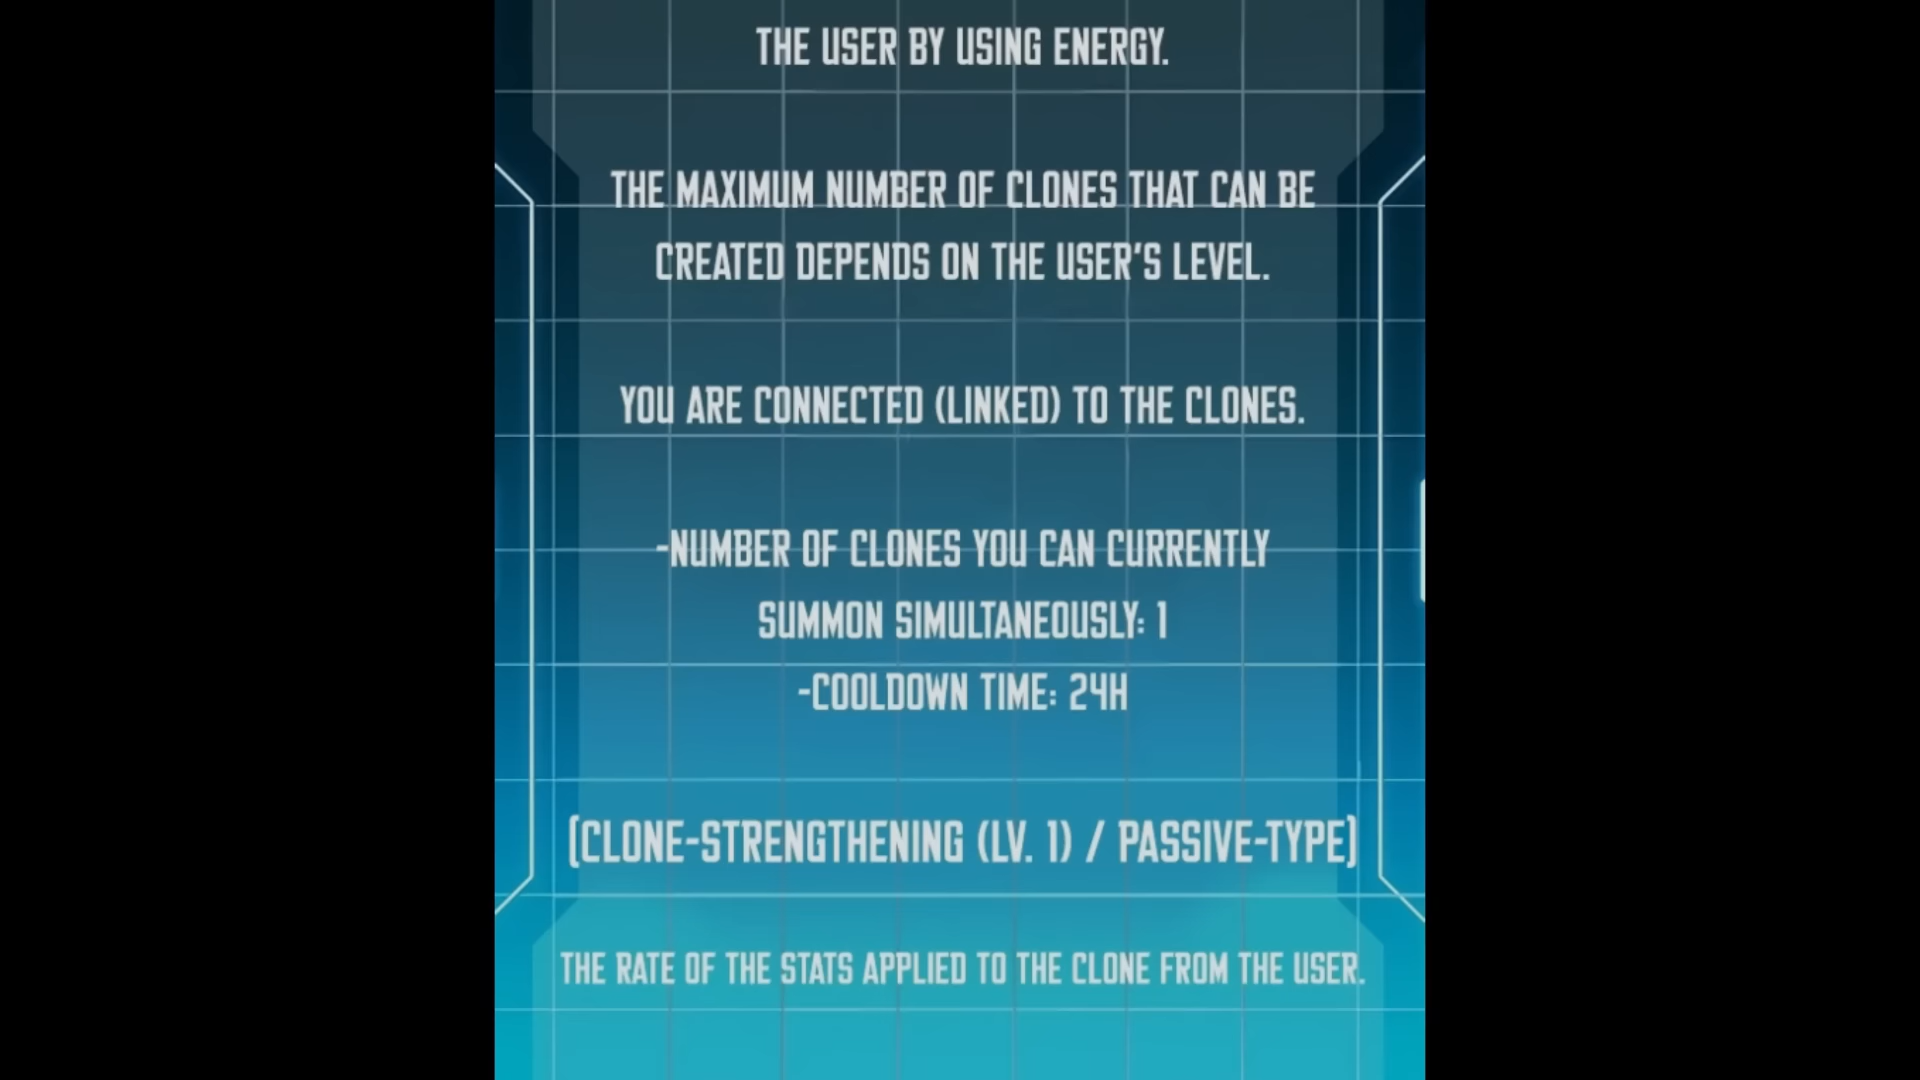 THE USER BY USING ENERGY.
THE MAXIMUM NUMBER OF CLONES THAT CAN BE
CREATED DEPENDS ON THE USER'S LEVEL.
YOU ARE CONNECTED (LINKED) TO THE CLONES.
-NUMBER OF CLONES YOU CAN CURRENTLY
SUMMON SIMULTANEOUSLY: 1
-COOLDOWN TIME: 24H
[CLONE-STRENGTHENING (LV. 1) / PASSIVE-TYPE]
THE RATE OF THE STATS APPLIED TO THE CLONE FROM THE USER.